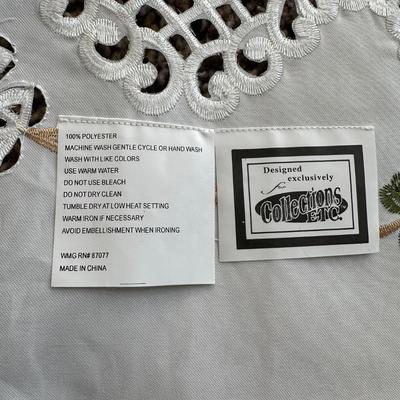 100% POLYESTER
MACHINE WASH GENTLE CYCLE OR HAND WASH
WASH WITH LIKE COLORS
USE WARM WATER
DO NOT USE BLEACH
DO NOT DRY CLEAN
TUMBLE DRY AT LOW HEAT SETTING
WARM IRON IF NECESSARY
AVOID EMBELLISHMENT WHEN IRONING
WMG RN# 87077
MADE IN CHINA
Designed
exclusively
for
Collections
ETC.